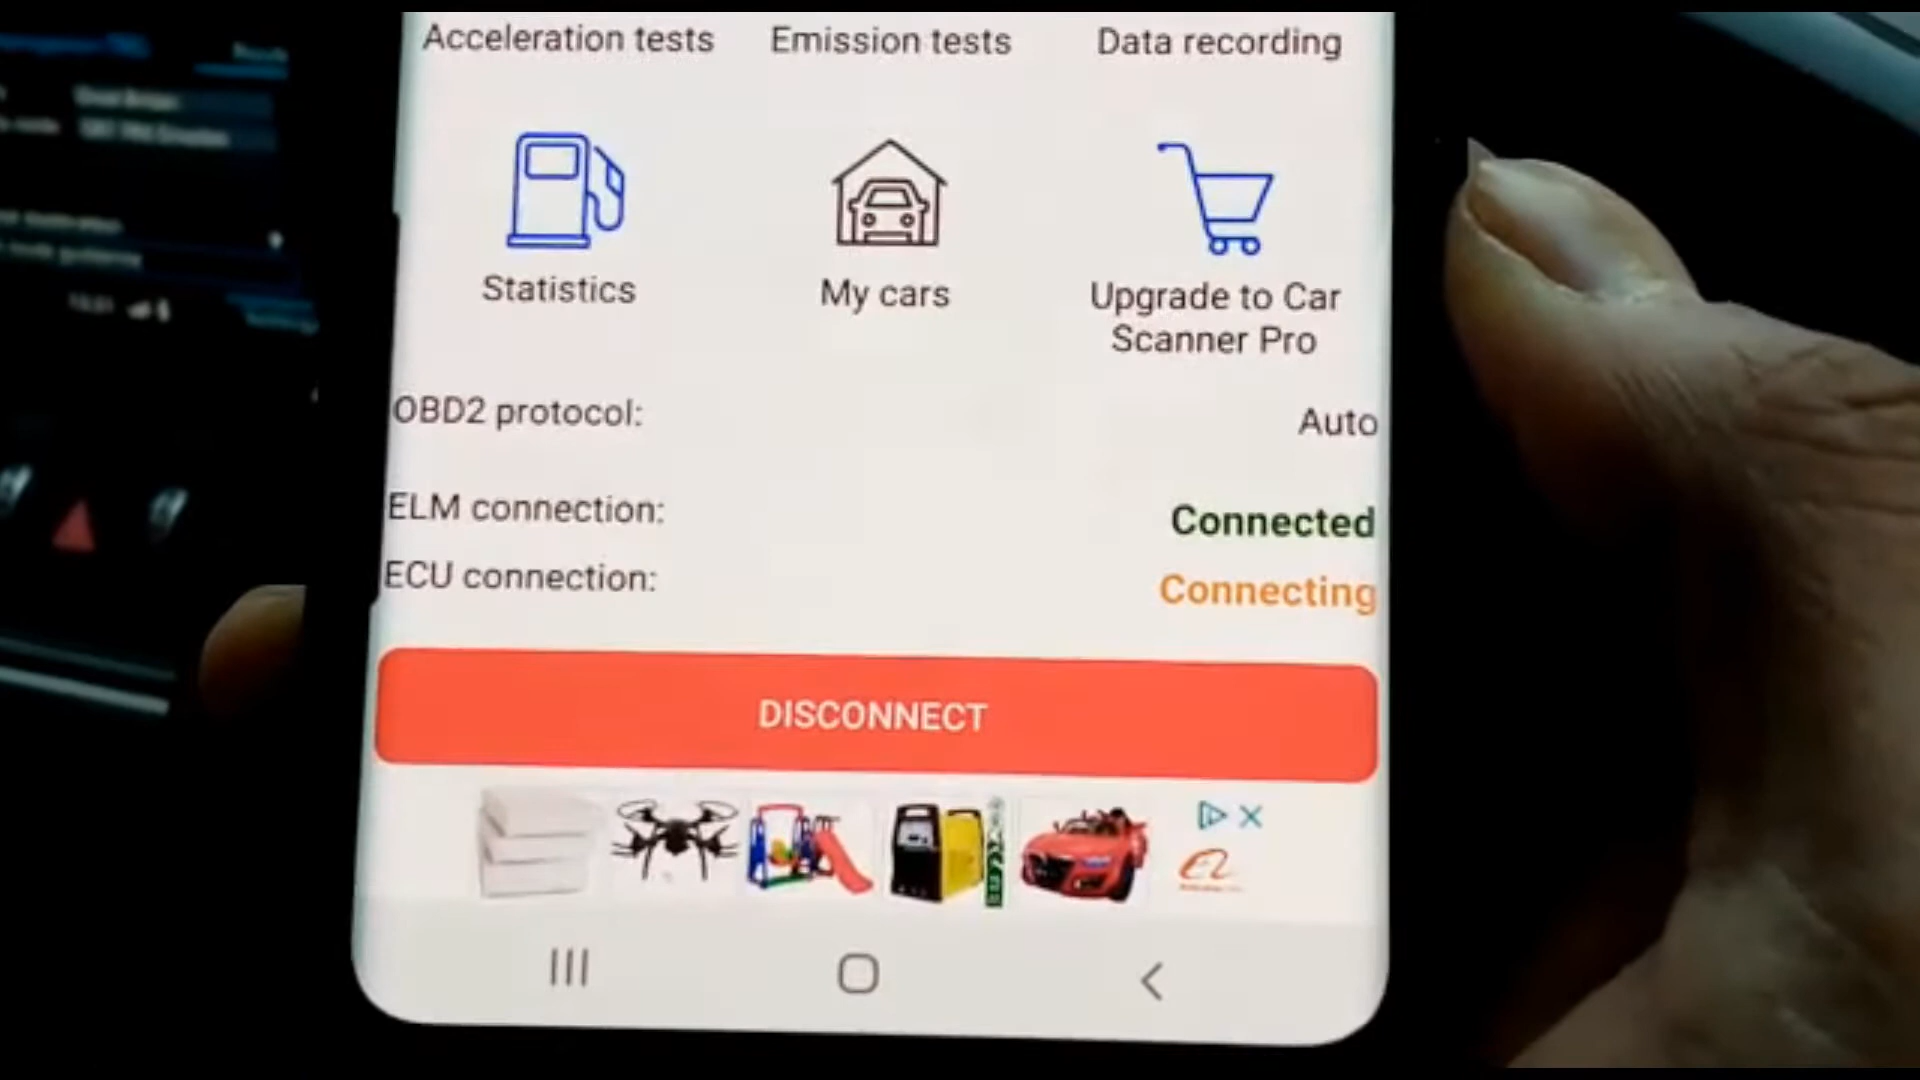 Acceleration tests
Emission tests
Data recording
Statistics
My cars
Upgrade to Car
Scanner Pro
OBD2 protocol:
Auto
ELM connection:
Connected
ECU connection:
Connecting
DISCONNECT